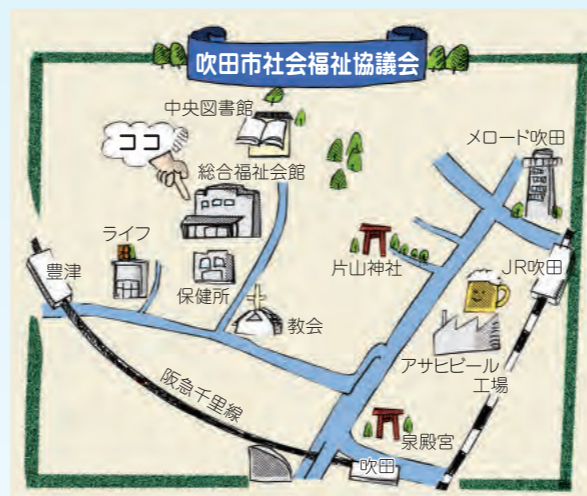 吹田市社会福祉協議会
中央図書館
ココ
総合福祉会館
メロード吹田
ライフ
豊津
保健所
片山神社
JR吹田
教会
アサヒビール
工場
阪急千里線
泉殿宮
吹田